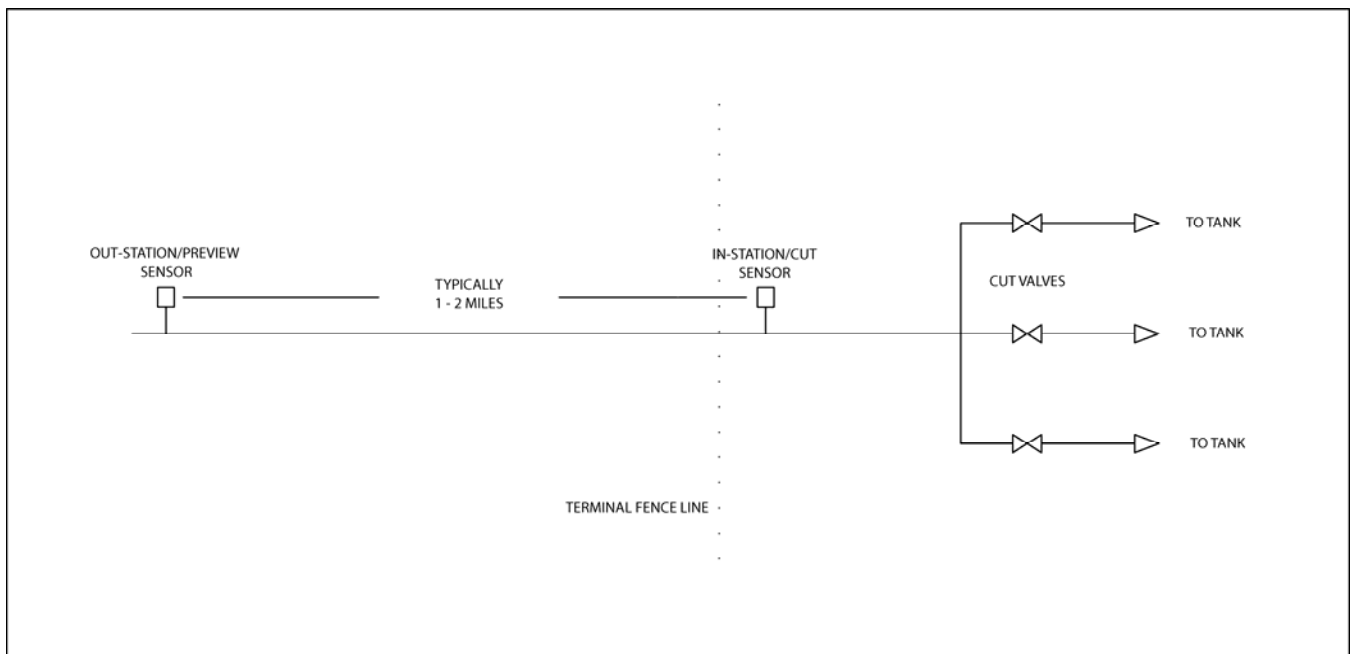 TO TANK
OUT-STATION/PREVIEW
SENSOR
IN-STATION/CUT
SENSOR
TYPICALLY
1 - 2 MILES
CUT VALVES
TO TANK
TO TANK
TERMINAL FENCE LINE